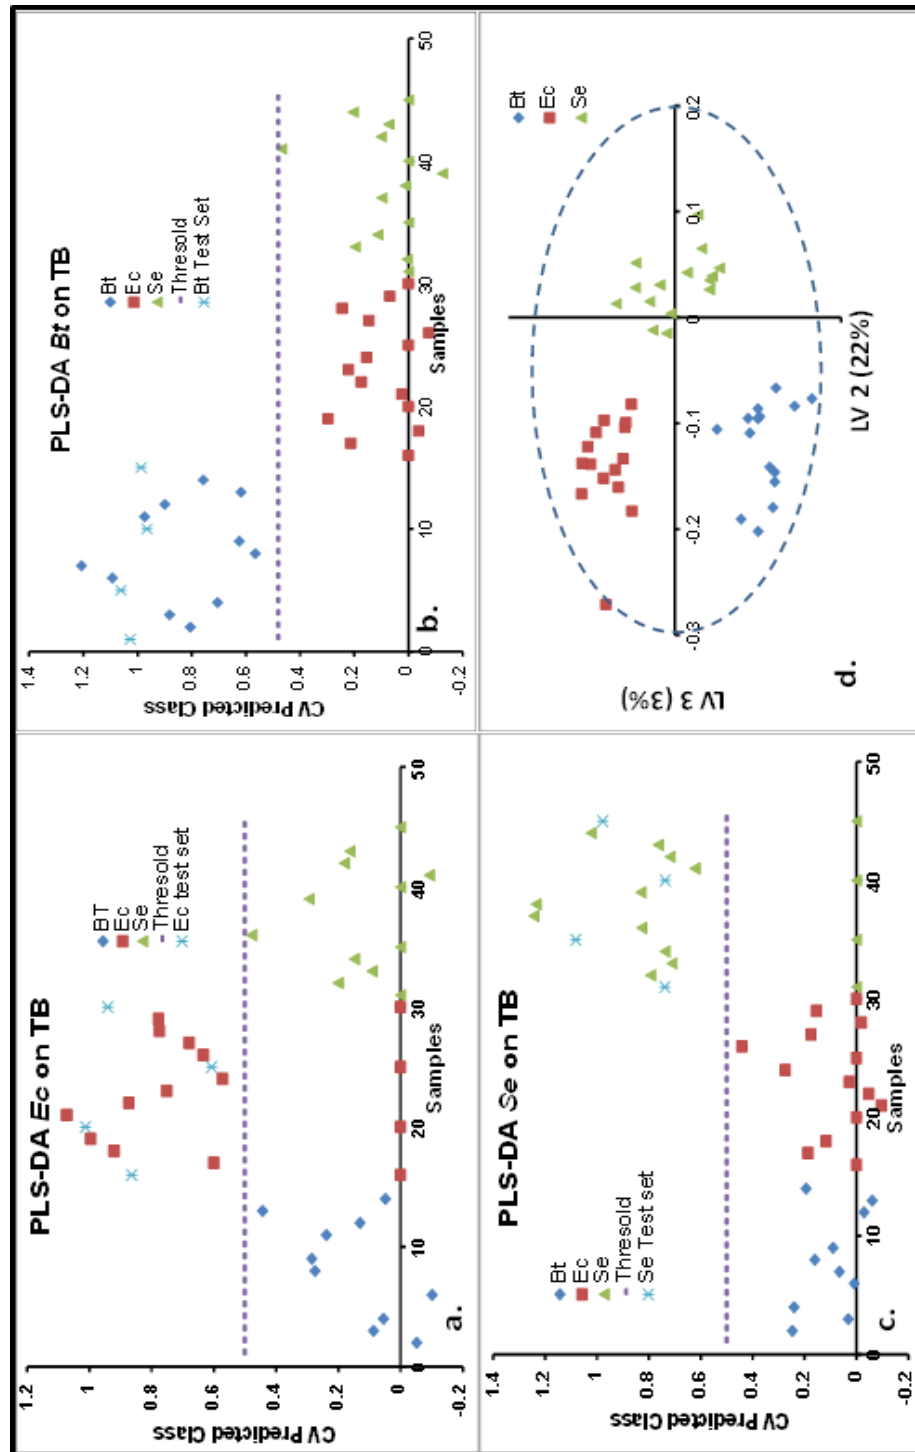 PLS-DA Ec on TB
BT
Ec
Se
Thresold
Ec test set
CV Predicted Class
1.2
1
0.8
0.6
0.4
0.2
0
-0.2
0
10
20
30
40
50
Samples
a.
PLS-DA Bt on TB
Bt
Ec
Se
Thresold
Bt Test Set
CV Predicted Class
1.4
1.2
1
0.8
0.6
0.4
0.2
0
-0.2
0
10
20
30
40
50
Samples
b.
PLS-DA Se on TB
Bt
Ec
Se
Thresold
Se Test set
CV Predicted Class
1.4
1.2
1
0.8
0.6
0.4
0.2
0
-0.2
0
10
20
30
40
50
Samples
c.
Bt
Ec
Se
LV 3 (3%)
-0.3
-0.2
-0.1
0
0.1
0.2
LV 2 (22%)
d.